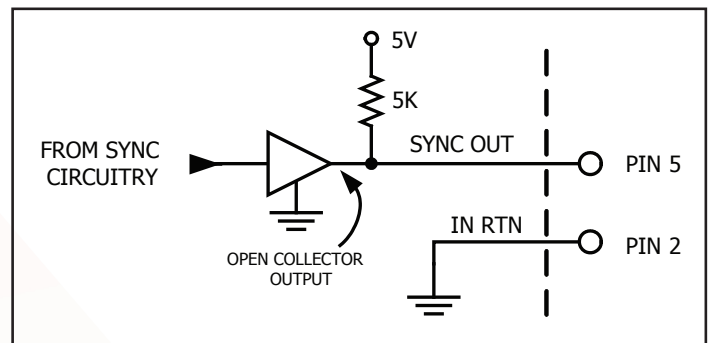 5V
5K
SYNC OUT
FROM SYNC
CIRCUITRY
PIN 5
IN RTN
PIN 2
OPEN COLLECTOR
OUTPUT